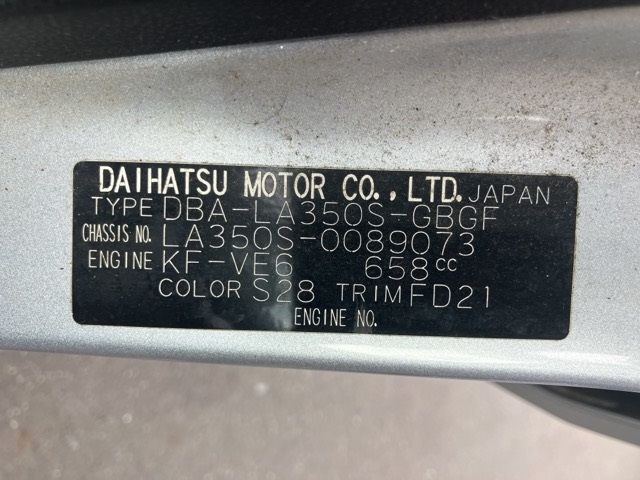 DAIHATSU MOTOR CO., LTD. JAPAN
TYPE DBA-LA350S-GBGF
CHASSIS NO. LA350S-0089073
ENGINE KF-VE6 658cc
COLOR S28 TRIM FD21
ENGINE NO.